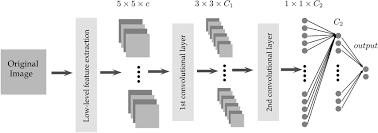 5 × 5 × c
3 × 3 × C₁
1 × 1 × C₂
C₂
output
Original
Image
Low-level feature extraction
1st convolutional layer
2nd convolutional layer